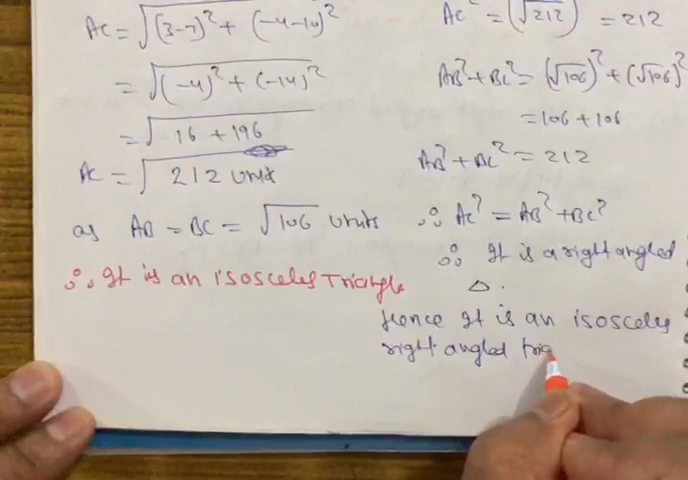 AC = √(3-7)² + (-4-10)²
= √(-4)² + (-14)²
= √16 + 196
AC = √212 units
as AB = BC = √106 units
∴ It is an isosceles Triangle
AC² = (√212)² = 212
AB² + BC² = (√106)² + (√106)²
= 106 + 106
AB² + BC² = 212
∴ AC² = AB² + BC²
∴ It is a right angled
△.
Hence It is an isosceles
right angled tria